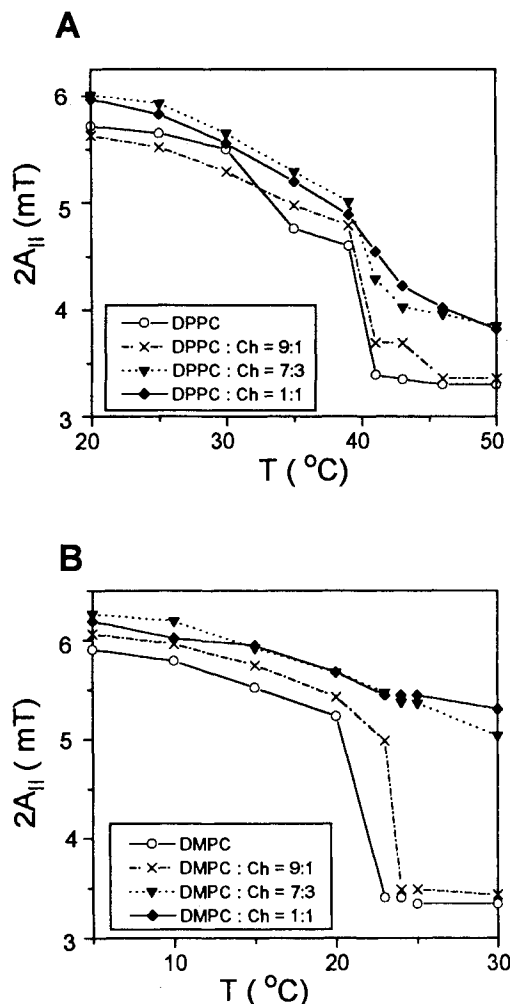 A
6
5
4
3
2A|| (mT)
DPPC
DPPC : Ch = 9:1
DPPC : Ch = 7:3
DPPC : Ch = 1:1
20 30 40 50
T ( °C)
B
6
5
4
3
2A|| ( mT)
DMPC
DMPC : Ch = 9:1
DMPC : Ch = 7:3
DMPC : Ch = 1:1
10 20 30
T ( °C)